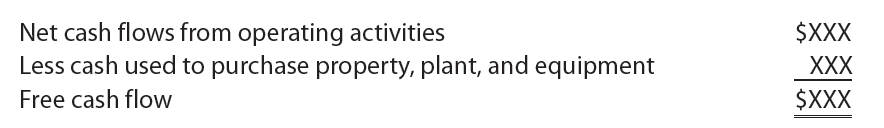 Net cash flows from operating activities $XXX
Less cash used to purchase property, plant, and equipment XXX
Free cash flow $XXX